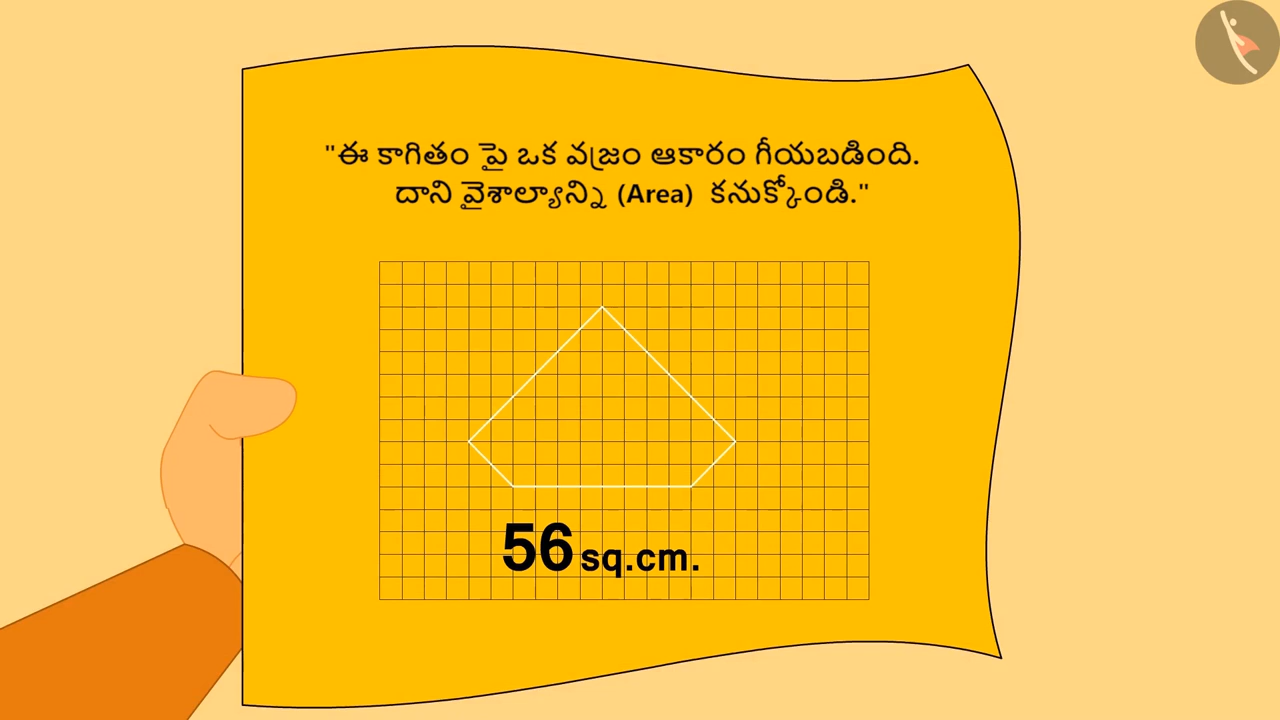 "ఈ కాగితం పై ఒక వజ్రం ఆకారం గీయబడింది.
దాని వైశాల్యాన్ని (Area) కనుక్కోండి."
56 sq.cm.